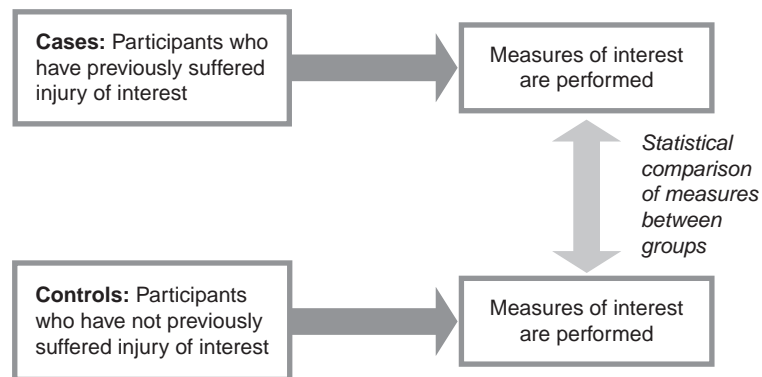 Cases: Participants who
have previously suffered
injury of interest
Measures of interest
are performed
Statistical
comparison
of measures
between
groups
Controls: Participants
who have not previously
suffered injury of interest
Measures of interest
are performed